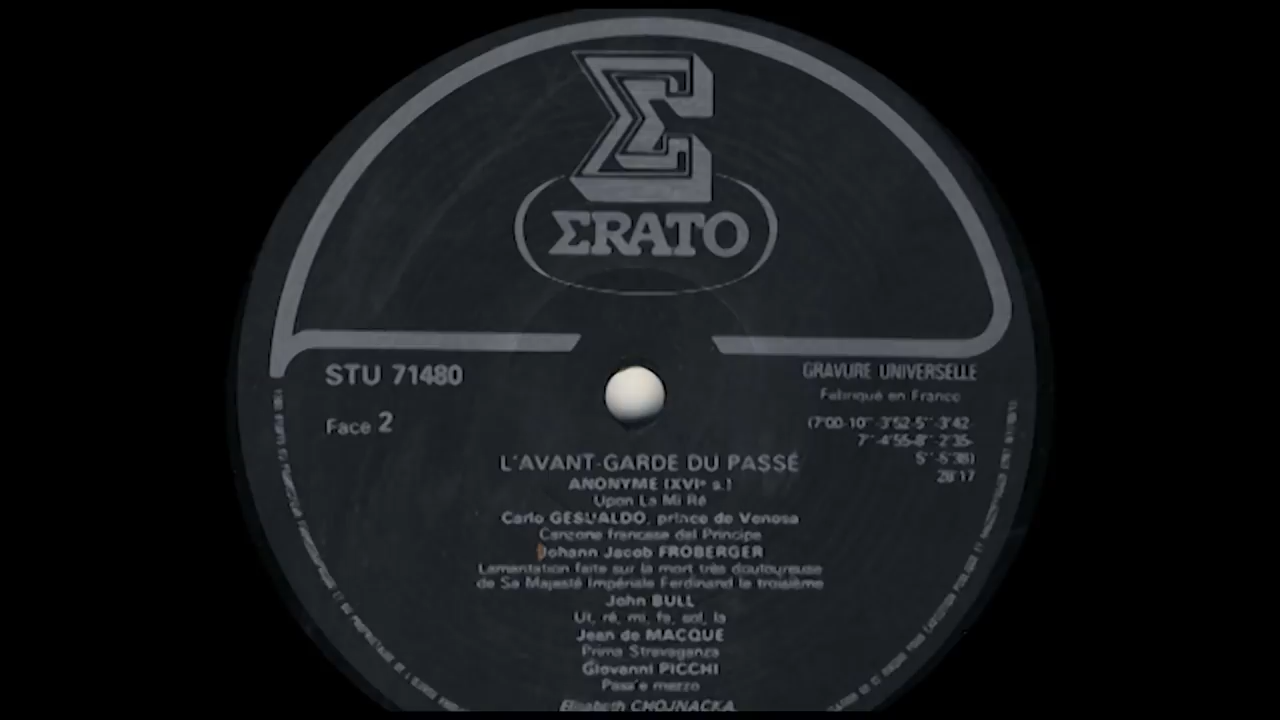 ΣRATO
STU 71480
GRAVURE UNIVERSELLE
Fabriqué en France
Face 2
(7'00-10''-3'52-5''-3'42-
7''-4'55-8''-2'35-
5''-5'38)
28'17
L'AVANT-GARDE DU PASSÉ
ANONYME (XVIe s.)
Upon La Mi Ré
Carlo GESUALDO, prince de Venosa
Canzone francese del Principe
Johann Jacob FROBERGER
Lamentation faite sur la mort très douloureuse
de Sa Majesté Impériale Ferdinand le troisième
John BULL
Ut, ré, mi, fa, sol, la
Jean de MACQUE
Prima Stravaganza
Giovanni PICCHI
Pass'e mezzo
Elisabeth CHOJNACKA